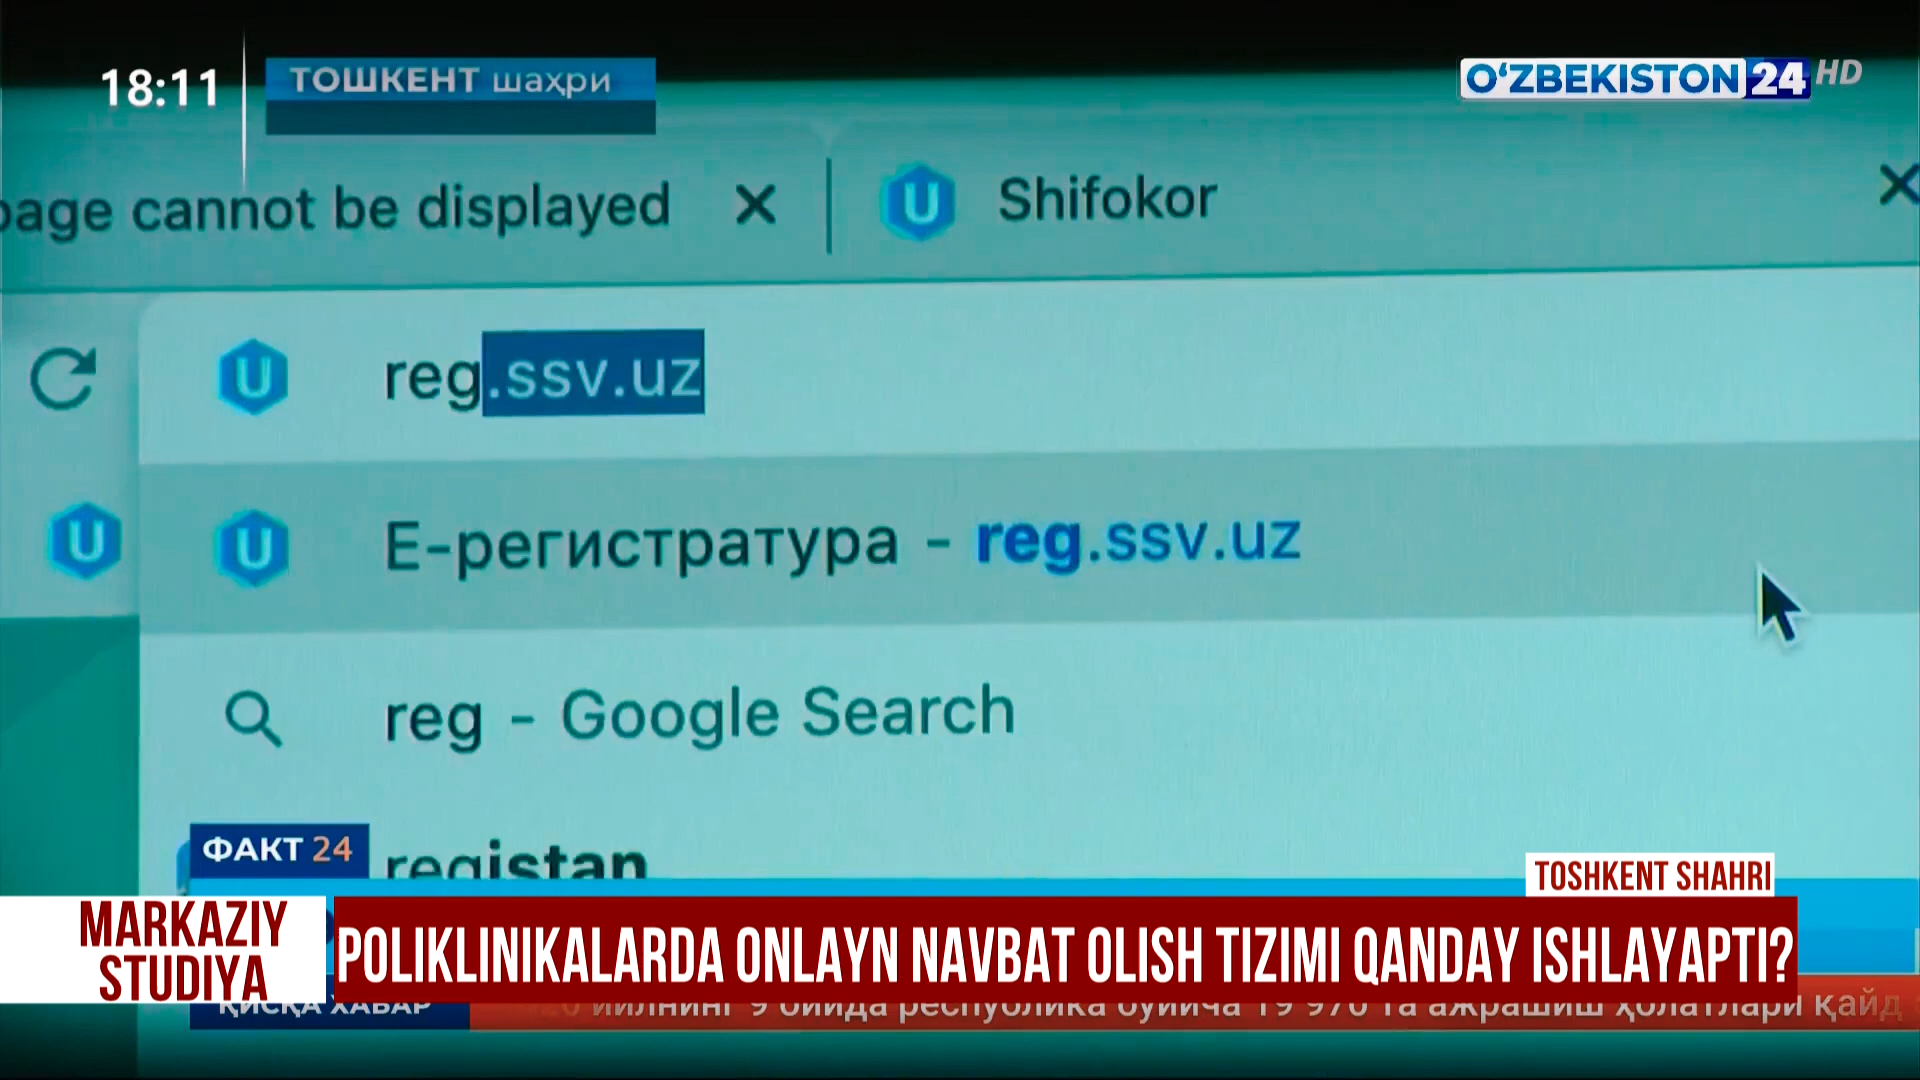 18:11
ТОШКЕНТ шаҳри
O‘ZBEKISTON 24 HD
page cannot be displayed
Shifokor
reg.ssv.uz
Е-регистратура - reg.ssv.uz
reg - Google Search
registan
ФАКТ 24
TOSHKENT SHAHRI
MARKAZIY
STUDIYA
POLIKLINIKALARDA ONLAYN NAVBAT OLISH TIZIMI QANDAY ISHLAYAPTI?
ҚИСҚА ХАБАР
йилнинг 9 ойида республика бўйича 19 970 та ажрашиш ҳолатлари қайд